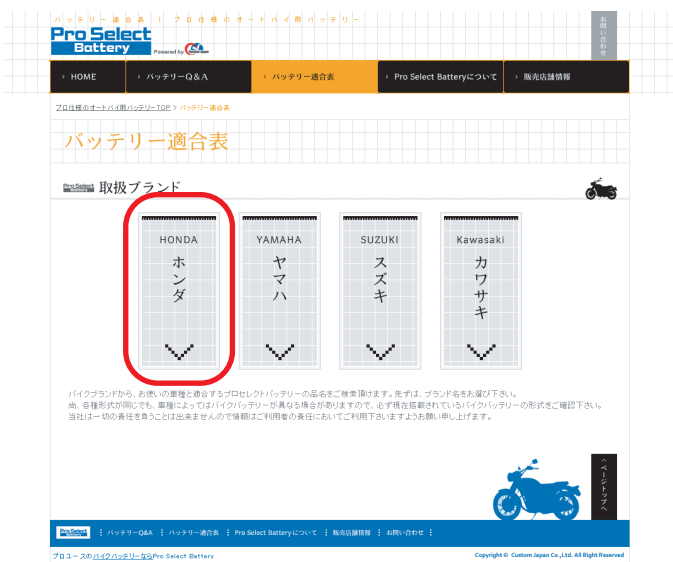 バッテリー適合表 | プロ仕様のオートバイ用バッテリー
Pro Select
Battery
Powered by
お問い合わせ
› HOME
› バッテリーQ&A
› バッテリー適合表
› Pro Select Batteryについて
› 販売店舗情報
プロ仕様のオートバイ用バッテリーTOP > バッテリー適合表
バッテリー適合表
Pro Select
Battery
取扱ブランド
HONDA
ホンダ
YAMAHA
ヤマハ
SUZUKI
スズキ
Kawasaki
カワサキ
バイクブランドから、お使いの車種と適合するプロセレクトバッテリーの品名をご検索頂けます。先ずは、ブランド名をお選び下さい。
尚、各種形式が同じでも、車種によってはバイクバッテリーが異なる場合がありますので、必ず現在搭載されているバイクバッテリーの形式をご確認下さい。
当社は一切の責任を負うことは出来ませんので情報はご利用者の責任においてご利用下さいますようお願い申し上げます。
ページトップへ
Pro Select
Battery
バッテリーQ&A
バッテリー適合表
Pro Select Batteryについて
販売店舗情報
お問い合わせ
プロユースのバイクバッテリーならPro Select Battery
Copyright © Custom Japan Co.,Ltd. All Right Reserved